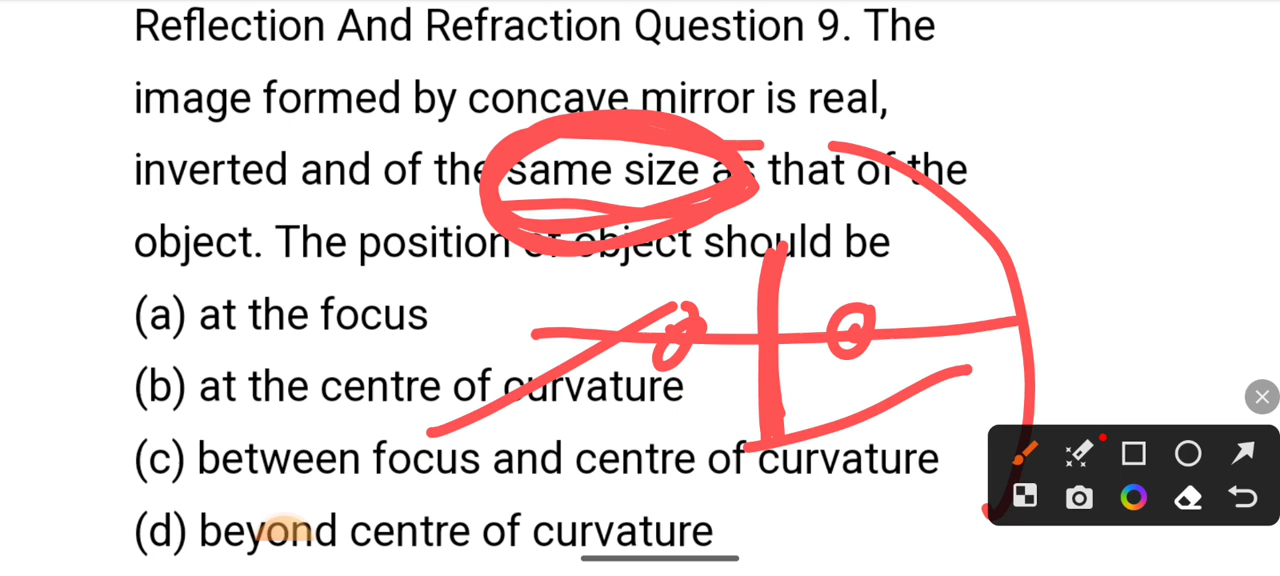 Reflection And Refraction Question 9. The
image formed by concave mirror is real,
inverted and of the same size as that of the
object. The position of object should be
(a) at the focus
(b) at the centre of curvature
(c) between focus and centre of curvature
(d) beyond centre of curvature